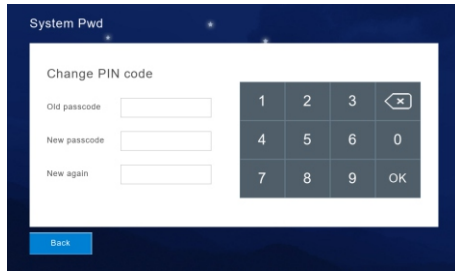 System Pwd
Change PIN code
Old passcode
New passcode
New again
1 2 3
4 5 6 0
7 8 9 OK
Back